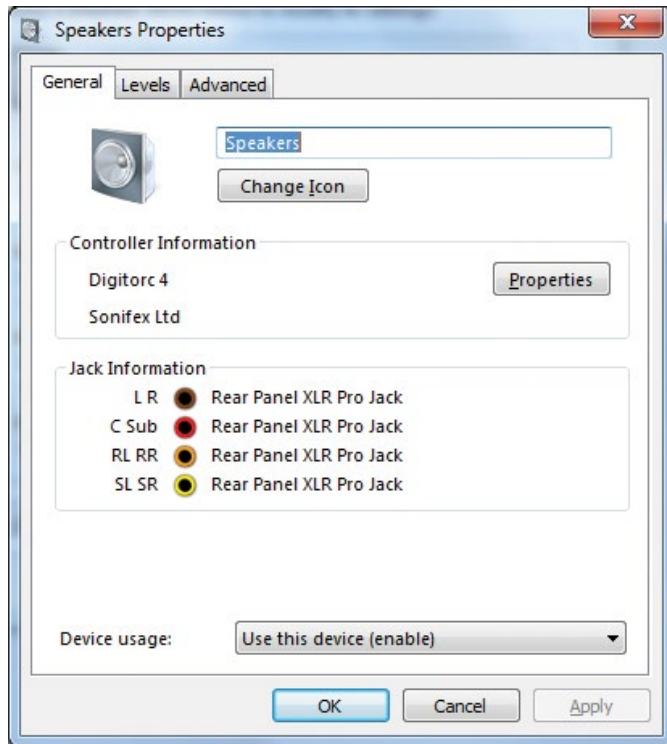 Speakers Properties
General Levels Advanced
Speakers
Change Icon
Controller Information
Digitorc 4 Properties
Sonifex Ltd
Jack Information
L R Rear Panel XLR Pro Jack
C Sub Rear Panel XLR Pro Jack
RL RR Rear Panel XLR Pro Jack
SL SR Rear Panel XLR Pro Jack
Device usage: Use this device (enable)
OK Cancel Apply